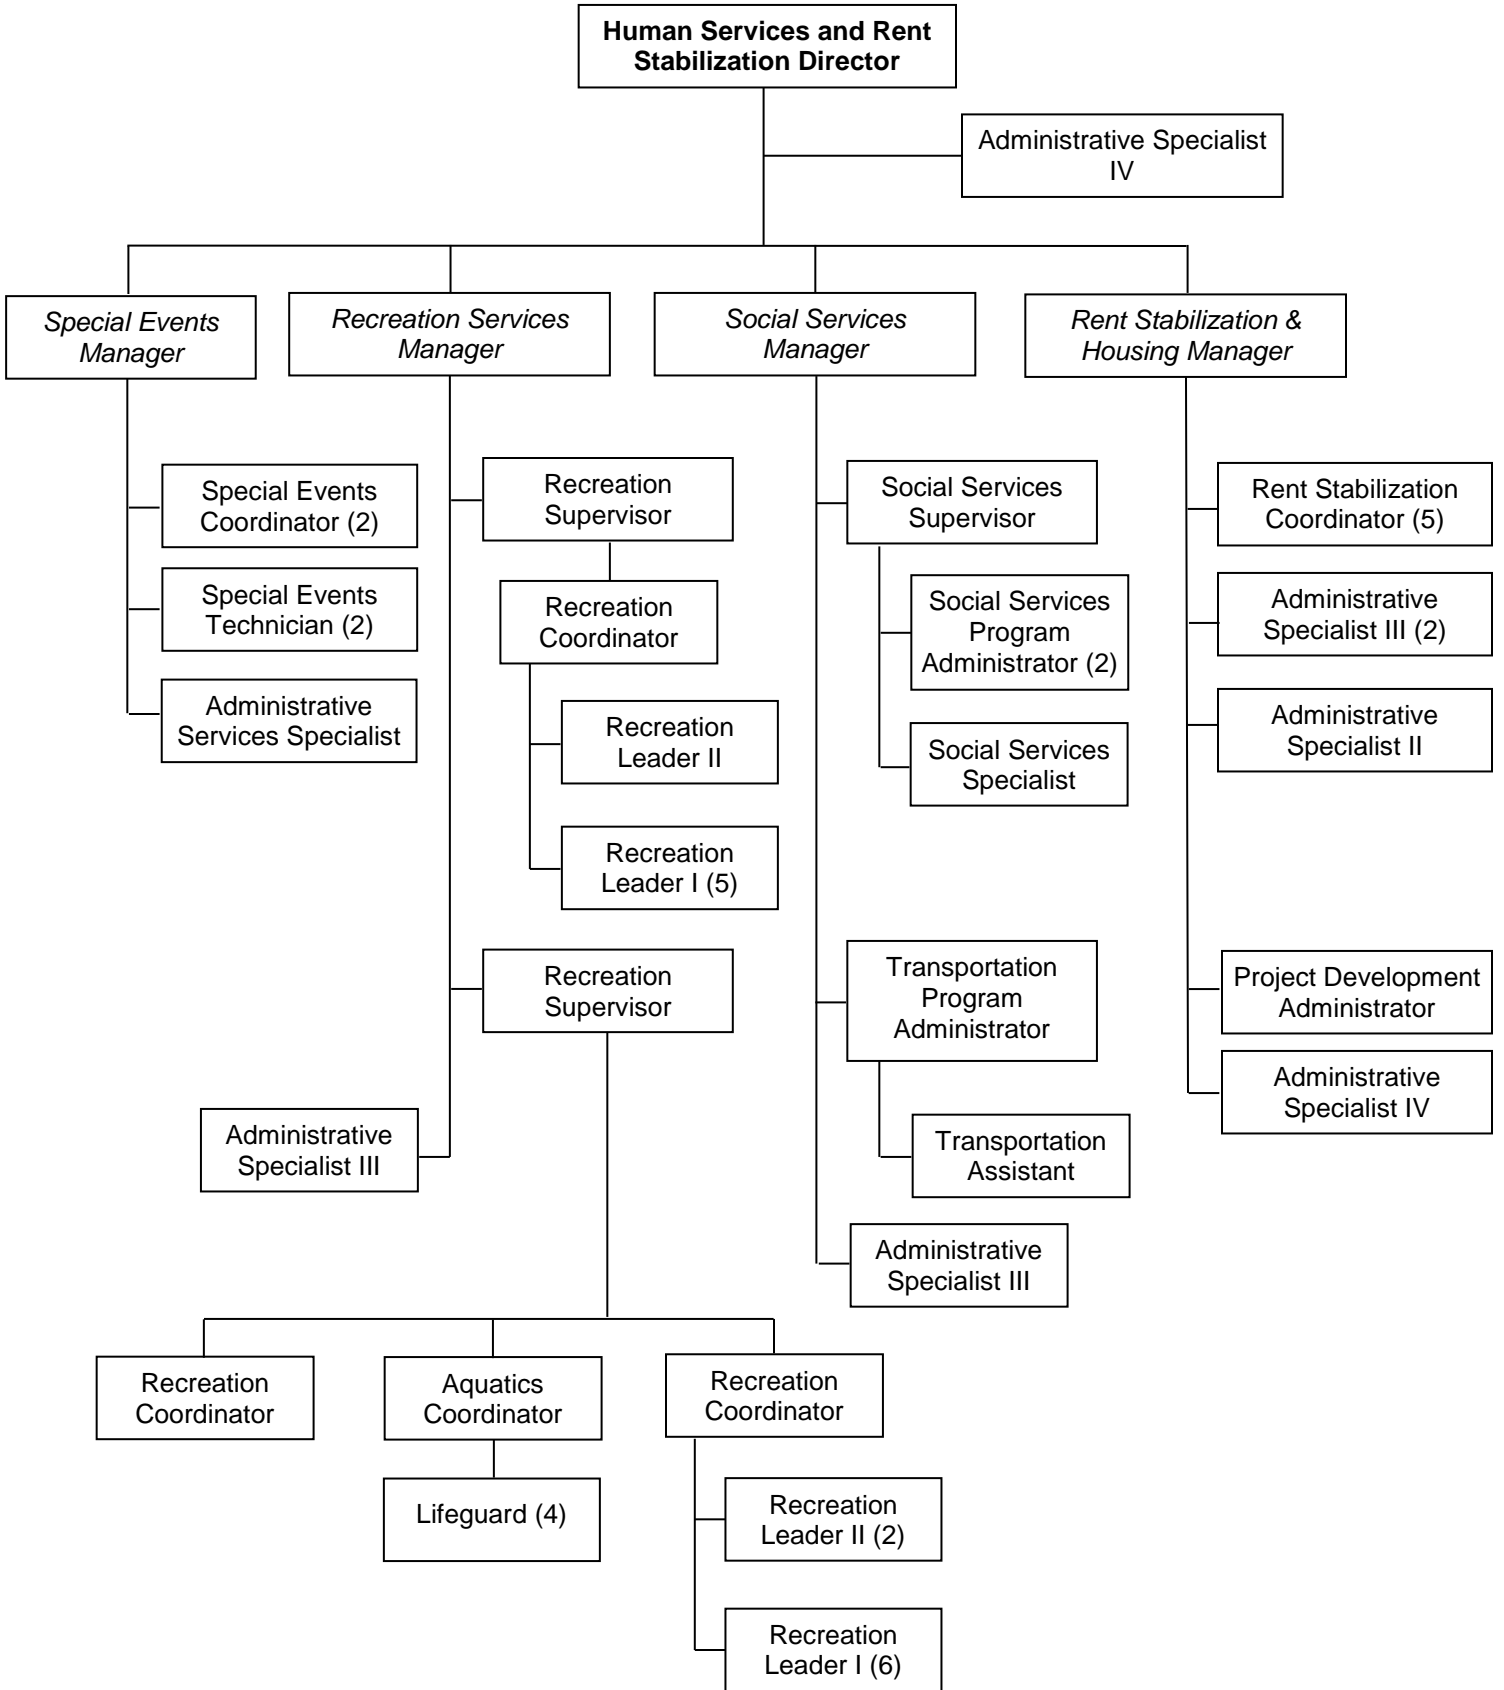 Human Services and Rent
Stabilization Director
Administrative Specialist
IV
Special Events
Manager
Recreation Services
Manager
Social Services
Manager
Rent Stabilization &
Housing Manager
Special Events
Coordinator (2)
Special Events
Technician (2)
Administrative
Services Specialist
Recreation
Supervisor
Recreation
Coordinator
Recreation
Leader II
Recreation
Leader I (5)
Recreation
Supervisor
Administrative
Specialist III
Recreation
Coordinator
Aquatics
Coordinator
Lifeguard (4)
Recreation
Coordinator
Recreation
Leader II (2)
Recreation
Leader I (6)
Social Services
Supervisor
Social Services
Program
Administrator (2)
Social Services
Specialist
Transportation
Program
Administrator
Transportation
Assistant
Administrative
Specialist III
Rent Stabilization
Coordinator (5)
Administrative
Specialist III (2)
Administrative
Specialist II
Project Development
Administrator
Administrative
Specialist IV